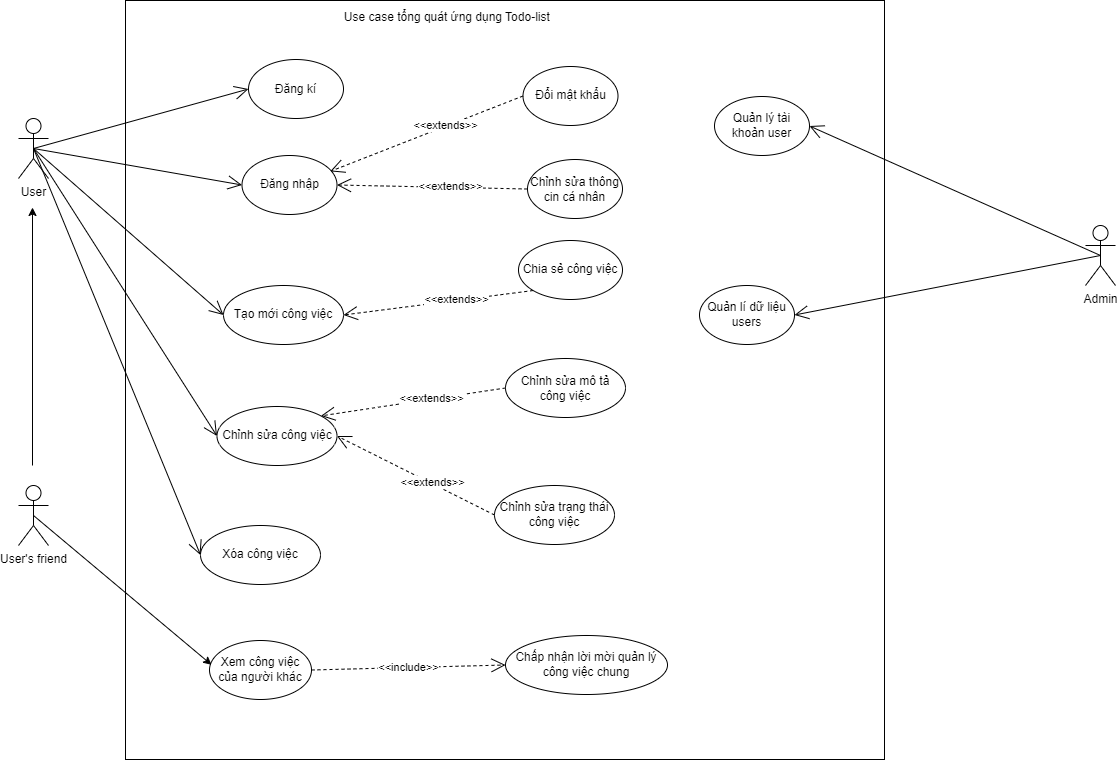 Use case tổng quát ứng dụng Todo-list
Đăng kí
Đổi mật khẩu
<<extends>>
Quản lý tài
khoản user
User
Đăng nhập
<<extends>>
Chỉnh sửa thông
cin cá nhân
Chia sẻ công việc
<<extends>>
Tạo mới công việc
Admin
Quản lí dữ liệu
users
Chỉnh sửa mô tả
công việc
<<extends>>
Chỉnh sửa công việc
<<extends>>
Chỉnh sửa trạng thái
công việc
User's friend
Xóa công việc
Xem công việc
của người khác
<<include>>
Chấp nhận lời mời quản lý
công việc chung